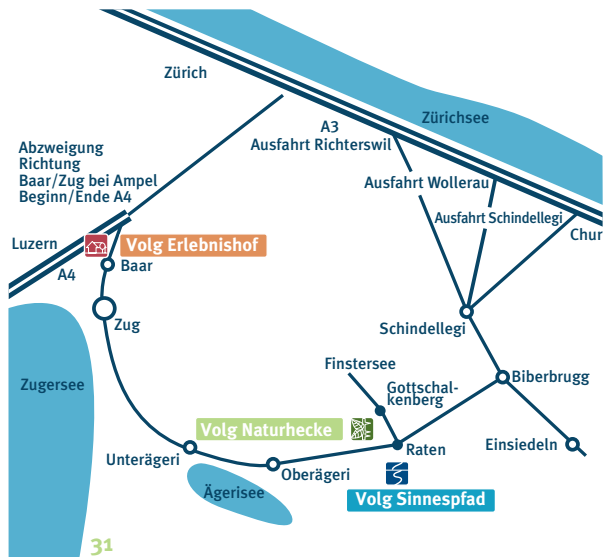 Zürich
Zürichsee
A3
Ausfahrt Richterswil
Abzweigung
Richtung
Baar/Zug bei Ampel
Beginn/Ende A4
Ausfahrt Wollerau
Ausfahrt Schindellegi
Chur
Luzern
Volg Erlebnishof
A4
Baar
Zug
Schindellegi
Finstersee
Gottschal-
kenberg
Biberbrugg
Zugersee
Volg Naturhecke
Einsiedeln
Raten
Unterägeri
Oberägeri
Ägerisee
Volg Sinnespfad
31